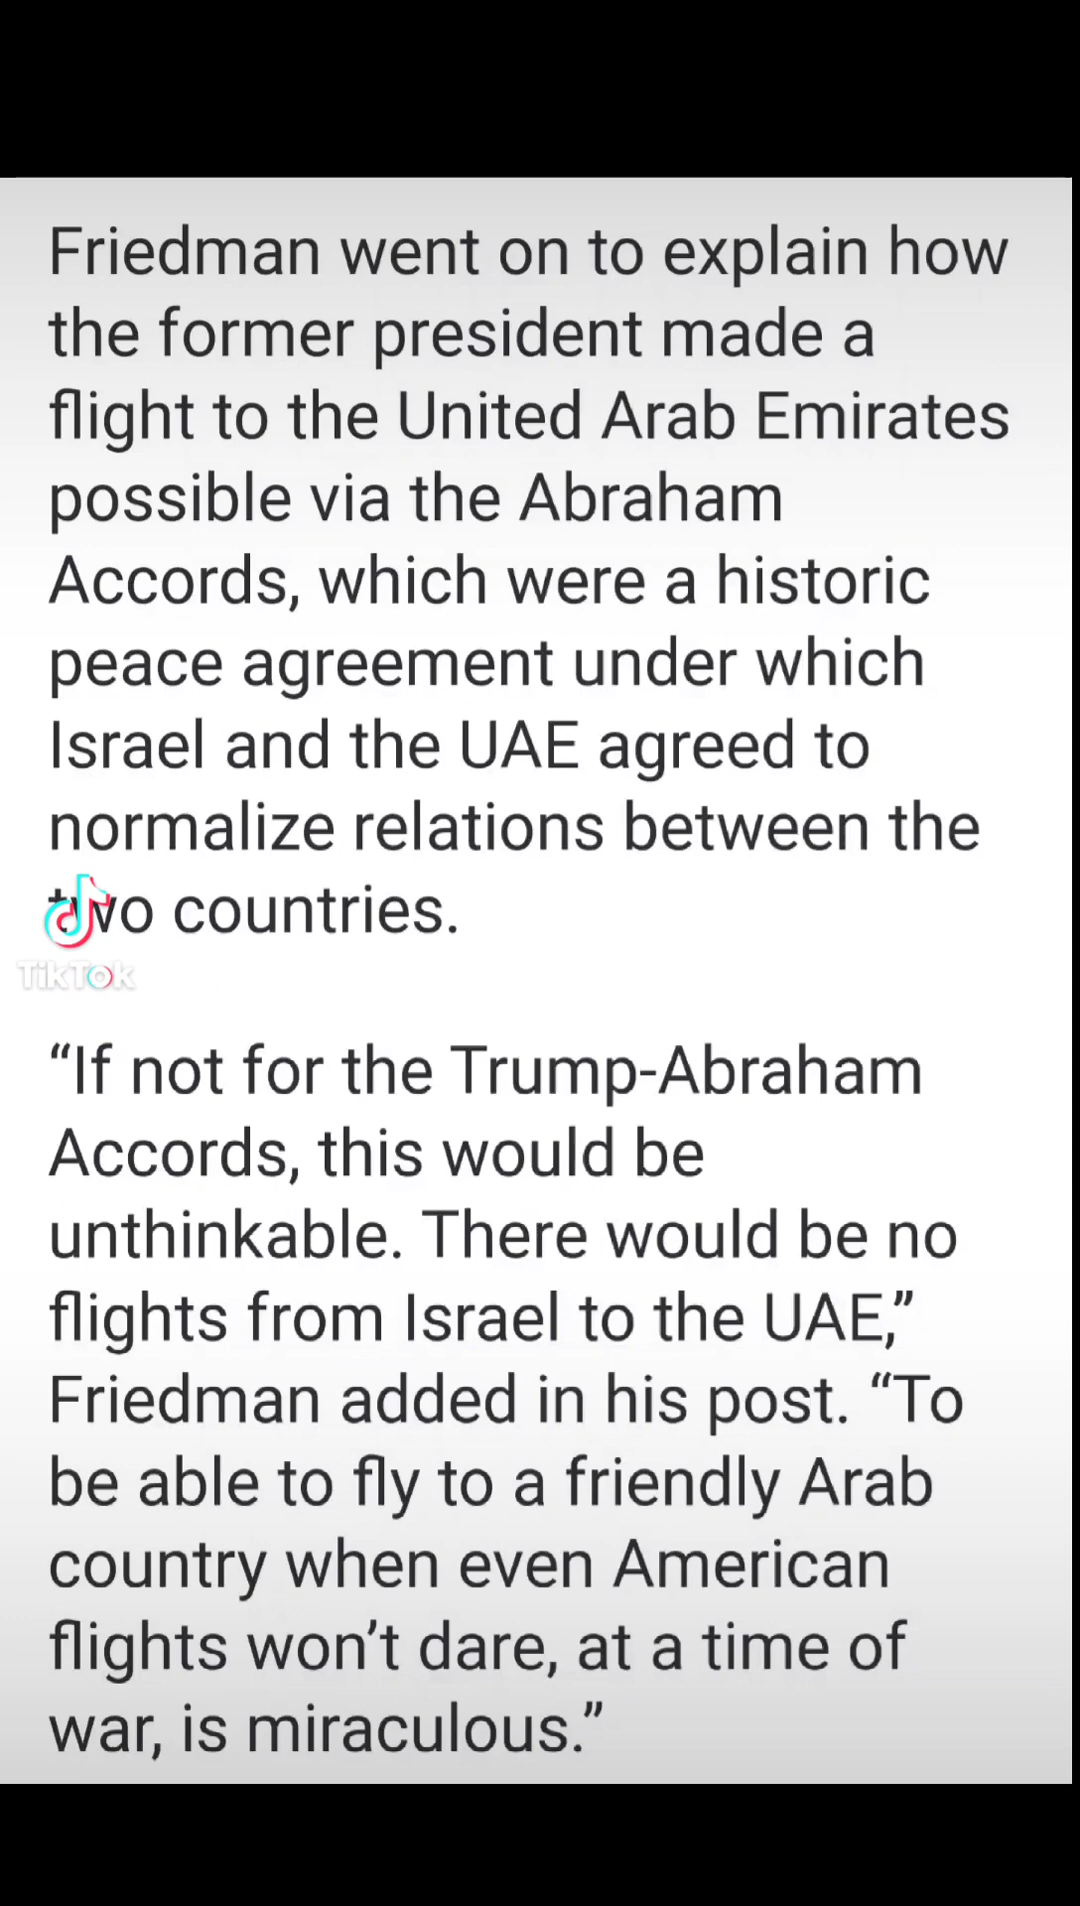 Friedman went on to explain how
the former president made a
flight to the United Arab Emirates
possible via the Abraham
Accords, which were a historic
peace agreement under which
Israel and the UAE agreed to
normalize relations between the
two countries.
TikTok
“If not for the Trump-Abraham
Accords, this would be
unthinkable. There would be no
flights from Israel to the UAE,”
Friedman added in his post. “To
be able to fly to a friendly Arab
country when even American
flights won’t dare, at a time of
war, is miraculous.”